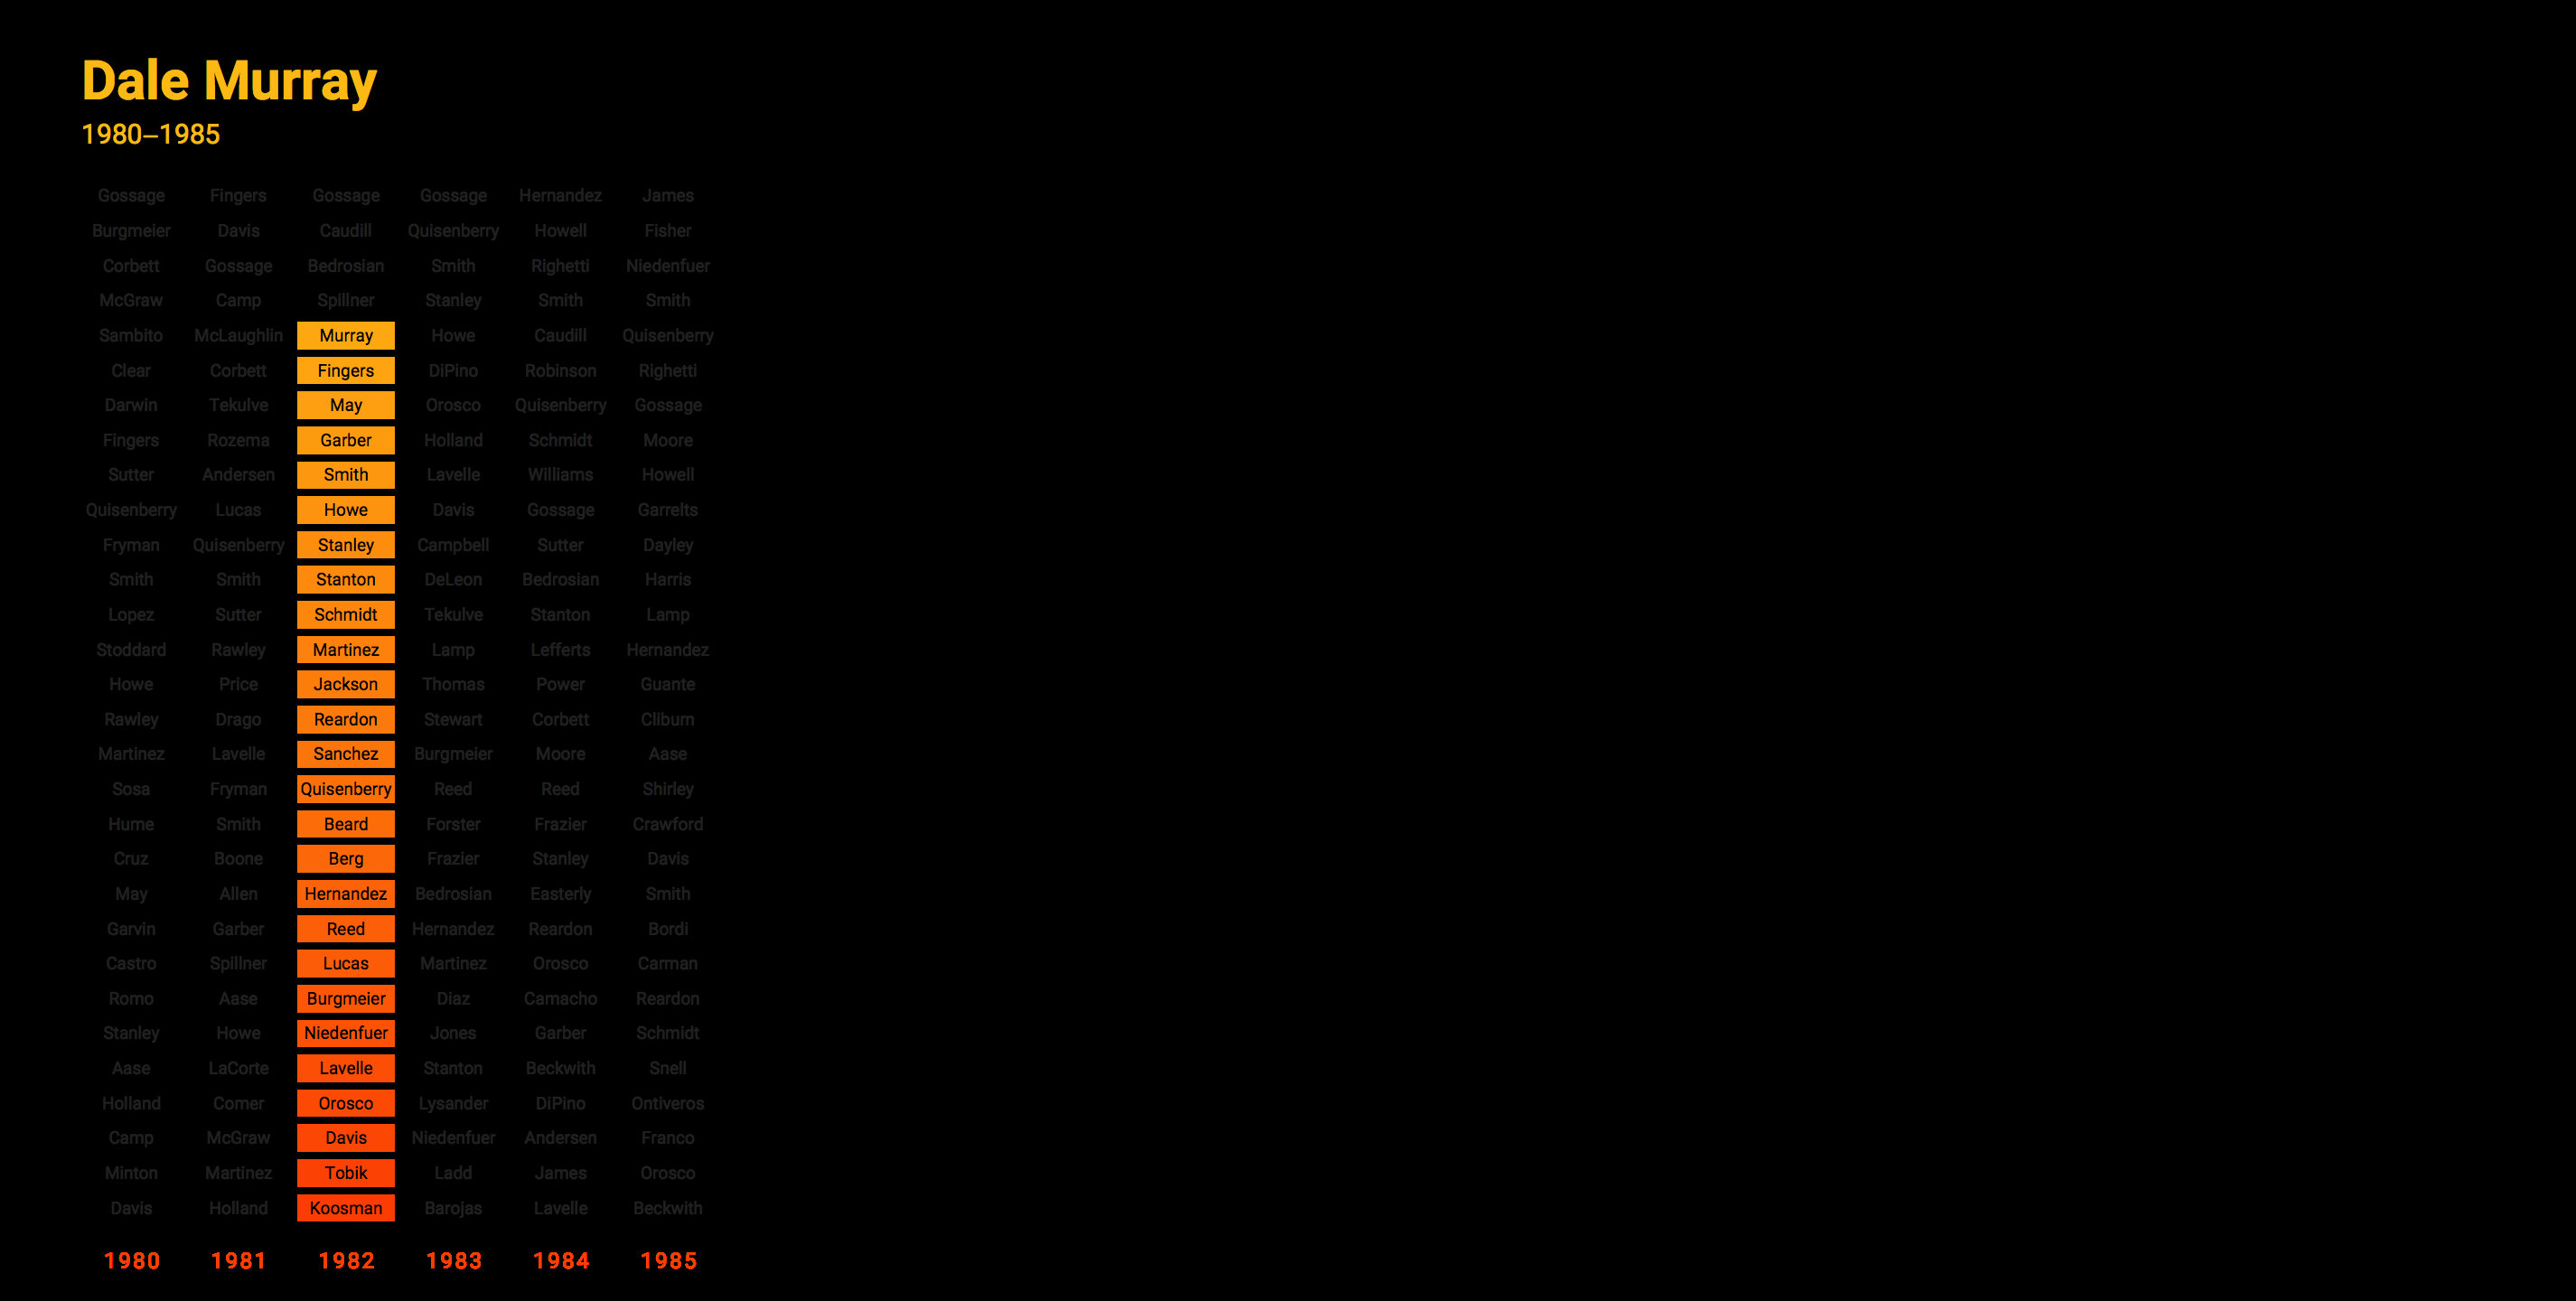 Dale Murray
1980–1985
Gossage Fingers Gossage Gossage Hernandez James
Burgmeier Davis Caudill Quisenberry Howell Fisher
Corbett Gossage Bedrosian Smith Righetti Niedenfuer
McGraw Camp Spillner Stanley Smith Smith
Sambito McLaughlin Murray Howe Caudill Quisenberry
Clear Corbett Fingers DiPino Robinson Righetti
Darwin Tekulve May Orosco Quisenberry Gossage
Fingers Rozema Garber Holland Schmidt Moore
Sutter Andersen Smith Lavelle Williams Howell
Quisenberry Lucas Howe Davis Gossage Garrelts
Fryman Quisenberry Stanley Campbell Sutter Dayley
Smith Smith Stanton DeLeon Bedrosian Harris
Lopez Sutter Schmidt Tekulve Stanton Lamp
Stoddard Rawley Martinez Lamp Lefferts Hernandez
Howe Price Jackson Thomas Power Guante
Rawley Drago Reardon Stewart Corbett Cliburn
Martinez Lavelle Sanchez Burgmeier Moore Aase
Sosa Fryman Quisenberry Reed Reed Shirley
Hume Smith Beard Forster Frazier Crawford
Cruz Boone Berg Frazier Stanley Davis
May Allen Hernandez Bedrosian Easterly Smith
Garvin Garber Reed Hernandez Reardon Bordi
Castro Spillner Lucas Martinez Orosco Carman
Romo Aase Burgmeier Diaz Camacho Reardon
Stanley Howe Niedenfuer Jones Garber Schmidt
Aase LaCorte Lavelle Stanton Beckwith Snell
Holland Comer Orosco Lysander DiPino Ontiveros
Camp McGraw Davis Niedenfuer Andersen Franco
Minton Martinez Tobik Ladd James Orosco
Davis Holland Koosman Barojas Lavelle Beckwith
1980 1981 1982 1983 1984 1985